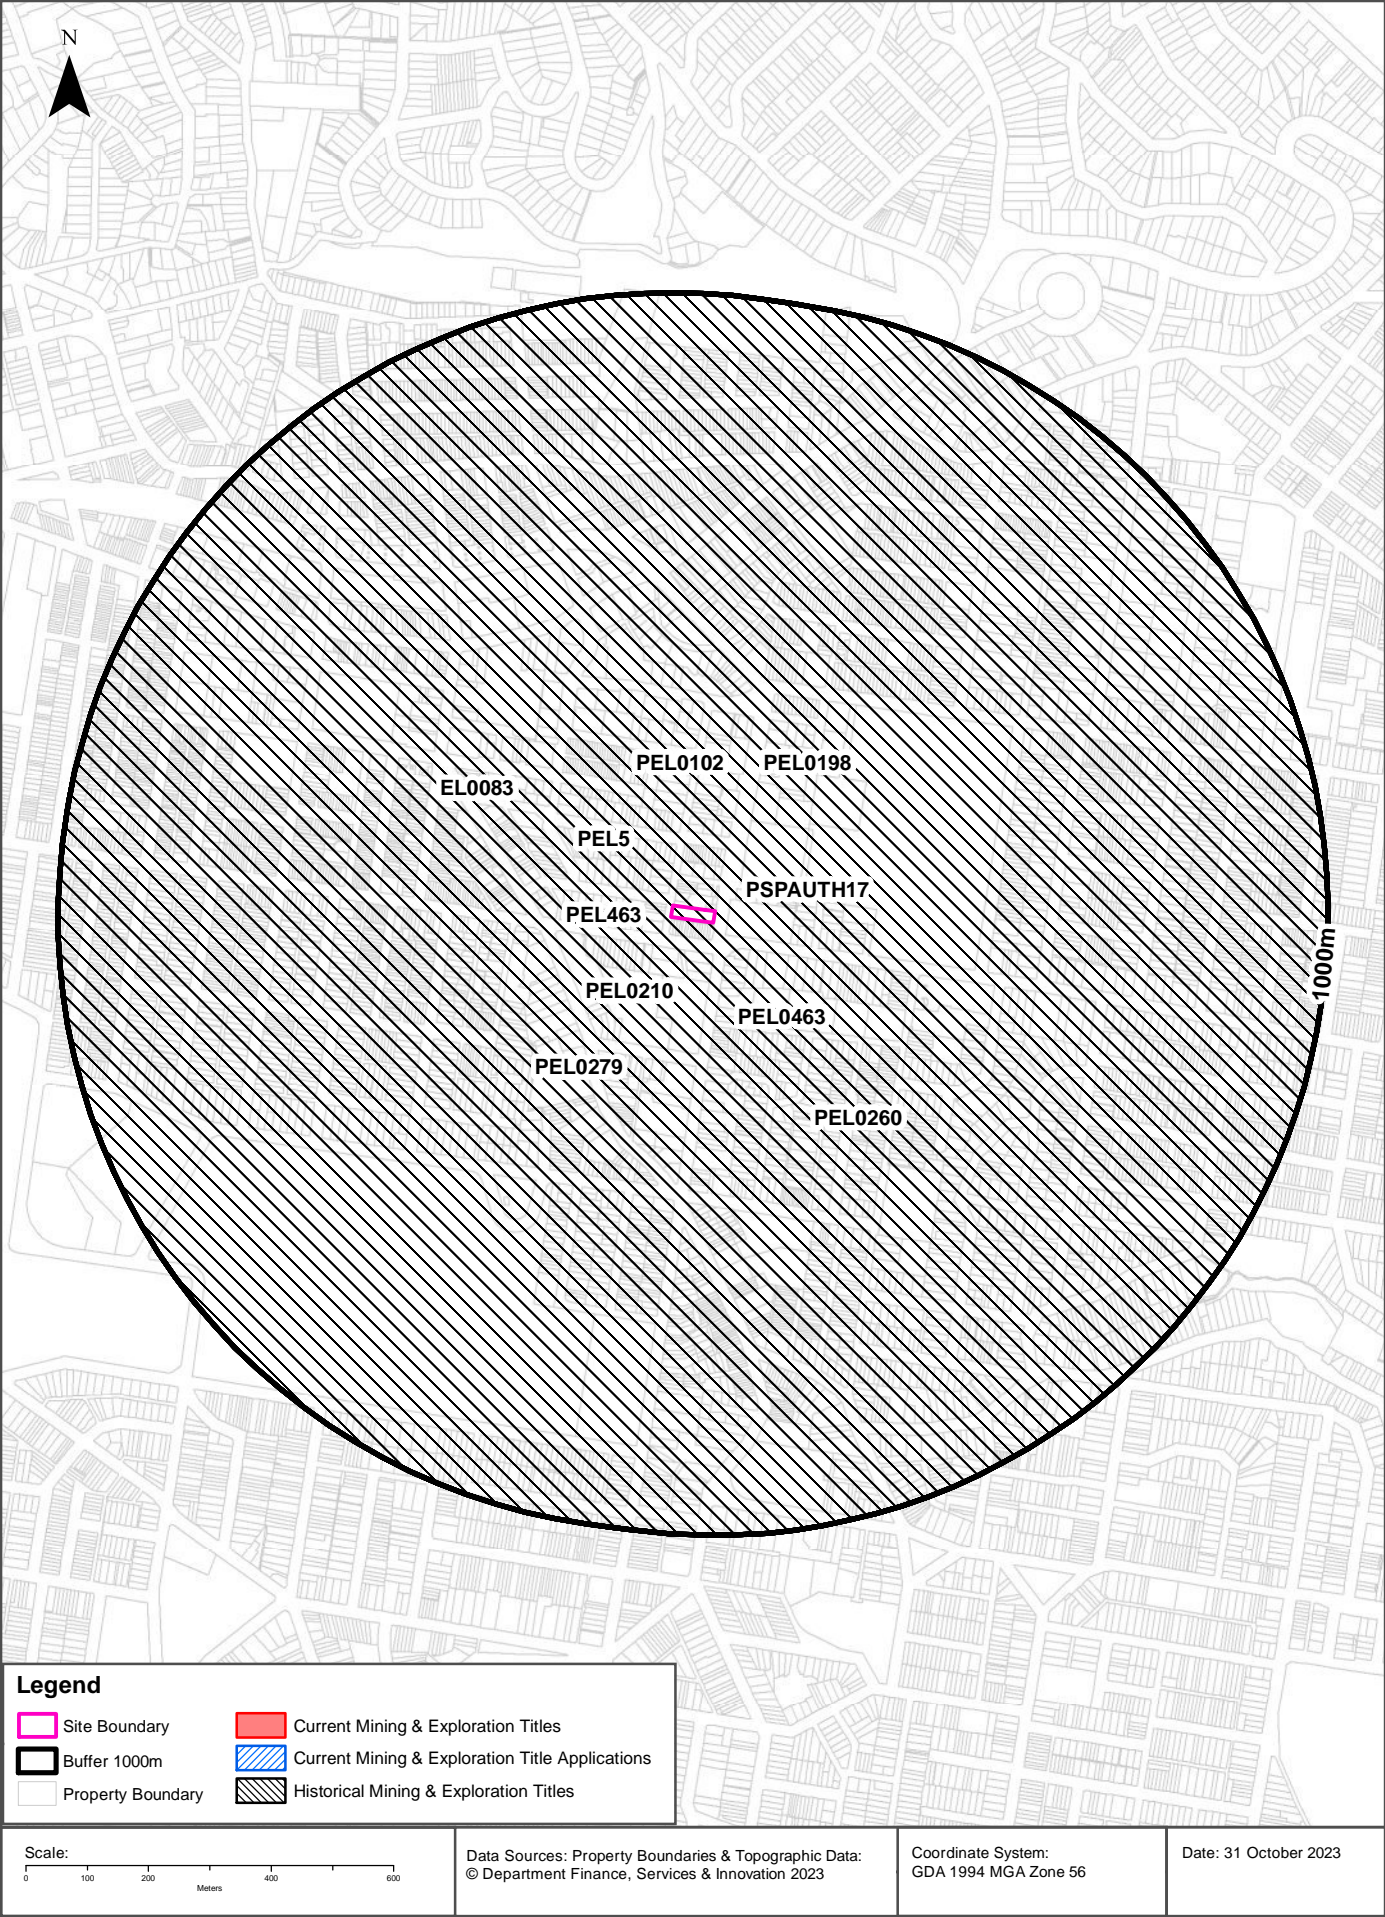 N
PEL0102
PEL0198
EL0083
PEL5
PSPAUTH17
PEL463
1000m
PEL0210
PEL0463
PEL0279
PEL0260
Legend
Site Boundary
Buffer 1000m
Property Boundary
Current Mining & Exploration Titles
Current Mining & Exploration Title Applications
Historical Mining & Exploration Titles
Scale:
0 100 200 400 600
Meters
Data Sources: Property Boundaries & Topographic Data:
© Department Finance, Services & Innovation 2023
Coordinate System:
GDA 1994 MGA Zone 56
Date: 31 October 2023